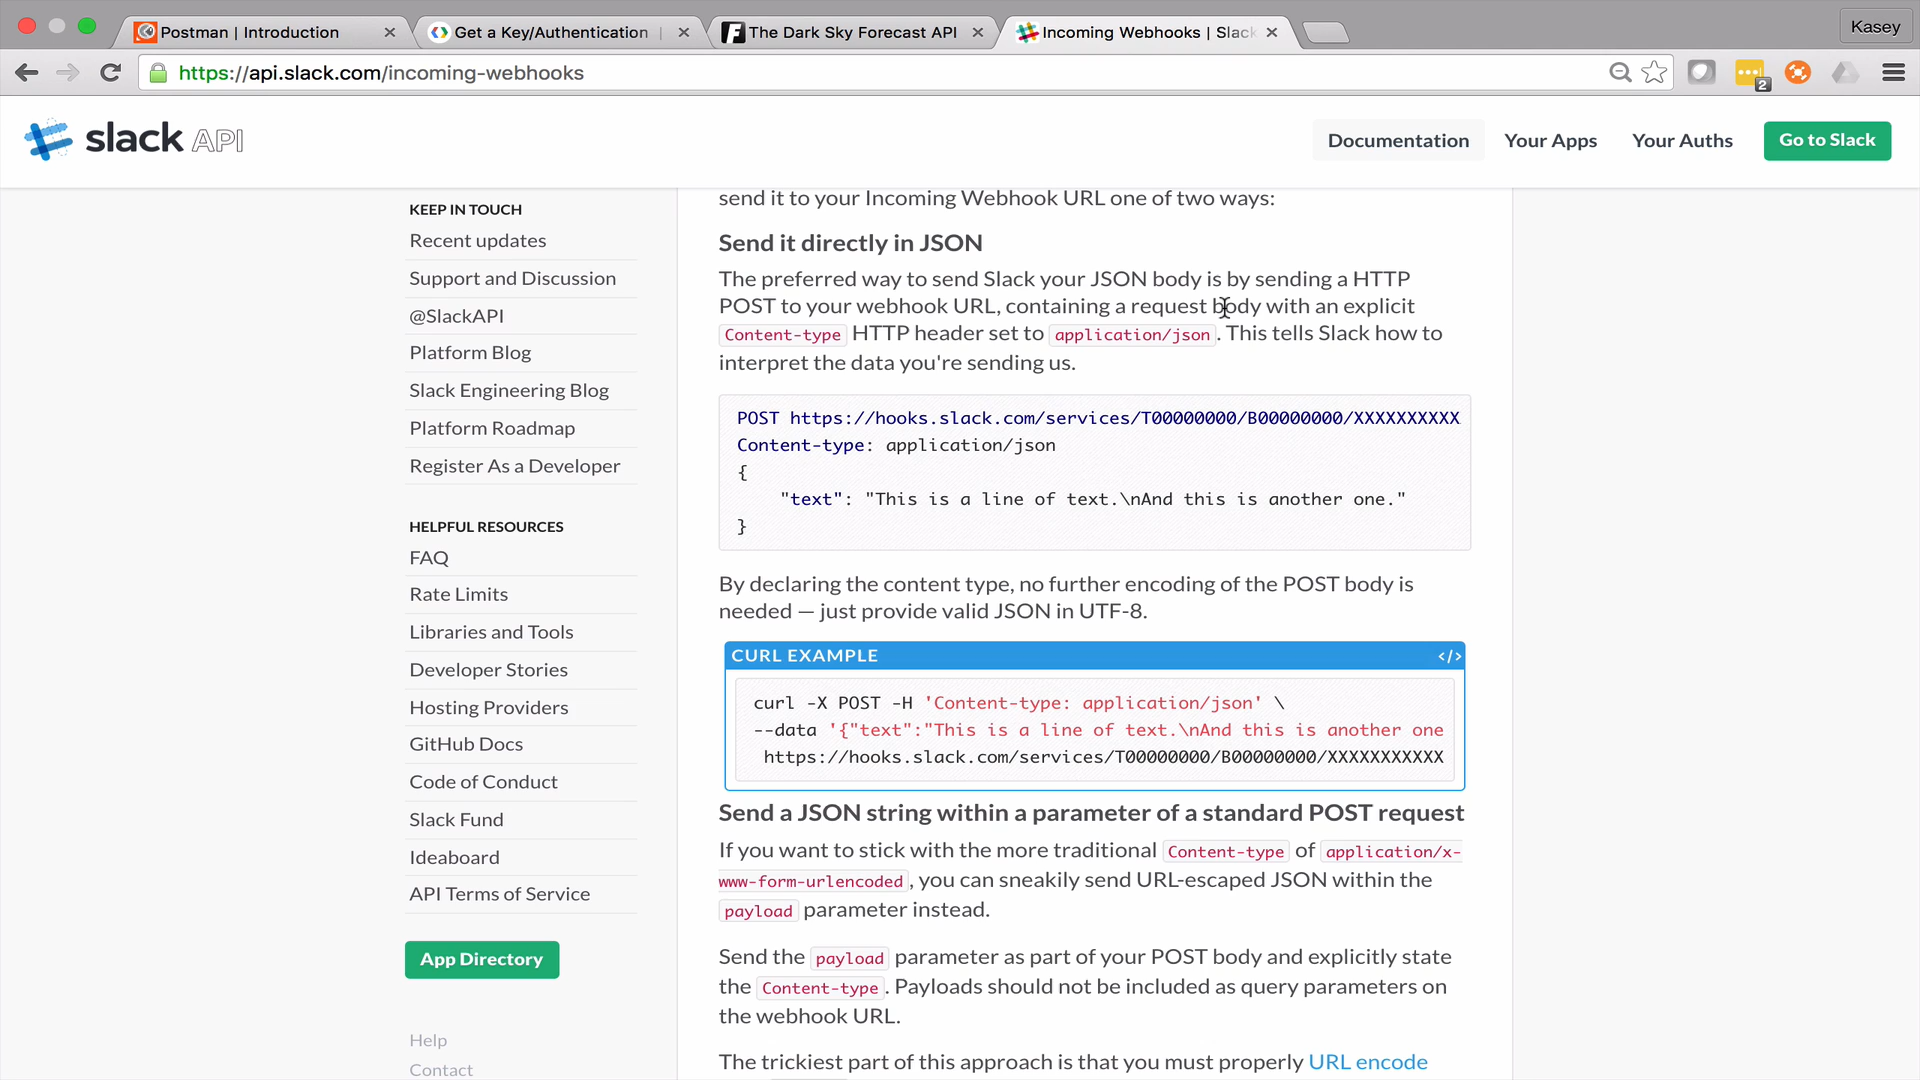 Postman | Introduction
Get a Key/Authentication |
The Dark Sky Forecast API
Incoming Webhooks | Slack
Kasey
https://api.slack.com/incoming-webhooks
2
slack API
Documentation
Your Apps
Your Auths
Go to Slack
KEEP IN TOUCH
Recent updates
Support and Discussion
@SlackAPI
Platform Blog
Slack Engineering Blog
Platform Roadmap
Register As a Developer
HELPFUL RESOURCES
FAQ
Rate Limits
Libraries and Tools
Developer Stories
Hosting Providers
GitHub Docs
Code of Conduct
Slack Fund
Ideaboard
API Terms of Service
App Directory
Help
Contact
send it to your Incoming Webhook URL one of two ways:
Send it directly in JSON
The preferred way to send Slack your JSON body is by sending a HTTP
POST to your webhook URL, containing a request body with an explicit
Content-type HTTP header set to application/json. This tells Slack how to
interpret the data you're sending us.
POST https://hooks.slack.com/services/T00000000/B00000000/XXXXXXXXXX
Content-type: application/json
{
"text": "This is a line of text.\nAnd this is another one."
}
By declaring the content type, no further encoding of the POST body is
needed — just provide valid JSON in UTF-8.
CURL EXAMPLE </>
curl -X POST -H 'Content-type: application/json' \
--data '{"text":"This is a line of text.\nAnd this is another one
https://hooks.slack.com/services/T00000000/B00000000/XXXXXXXXXXX
Send a JSON string within a parameter of a standard POST request
If you want to stick with the more traditional Content-type of application/x-
www-form-urlencoded, you can sneakily send URL-escaped JSON within the
payload parameter instead.
Send the payload parameter as part of your POST body and explicitly state
the Content-type. Payloads should not be included as query parameters on
the webhook URL.
The trickiest part of this approach is that you must properly URL encode